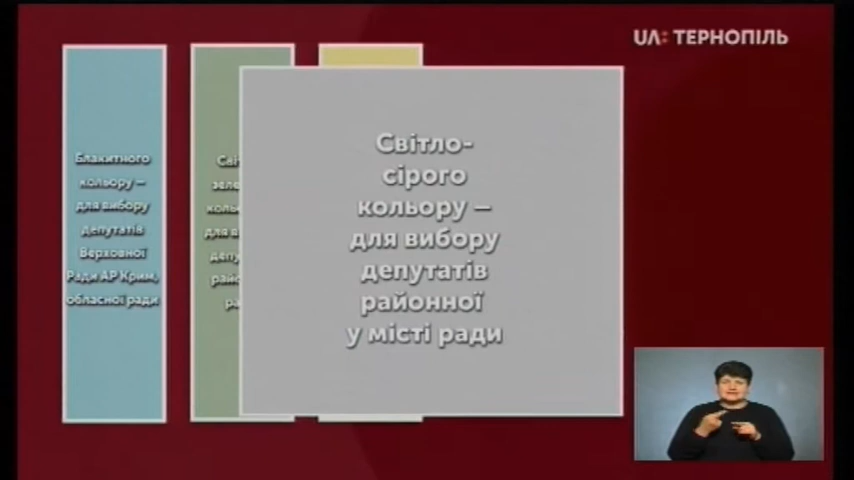 UA: ТЕРНОПІЛЬ
Блакитного
кольору –
для вибору
депутатів
Верховної
Ради АР Крим,
обласної ради
Світло-
сірого
кольору –
для вибору
депутатів
районної
у місті ради